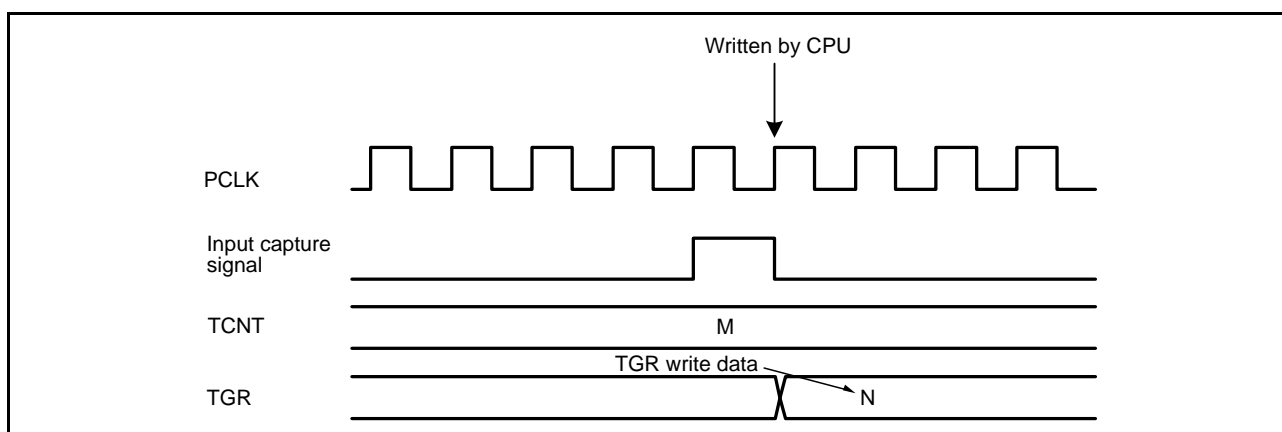 Written by CPU
PCLK
Input capture
signal
TCNT
M
TGR write data
TGR
N